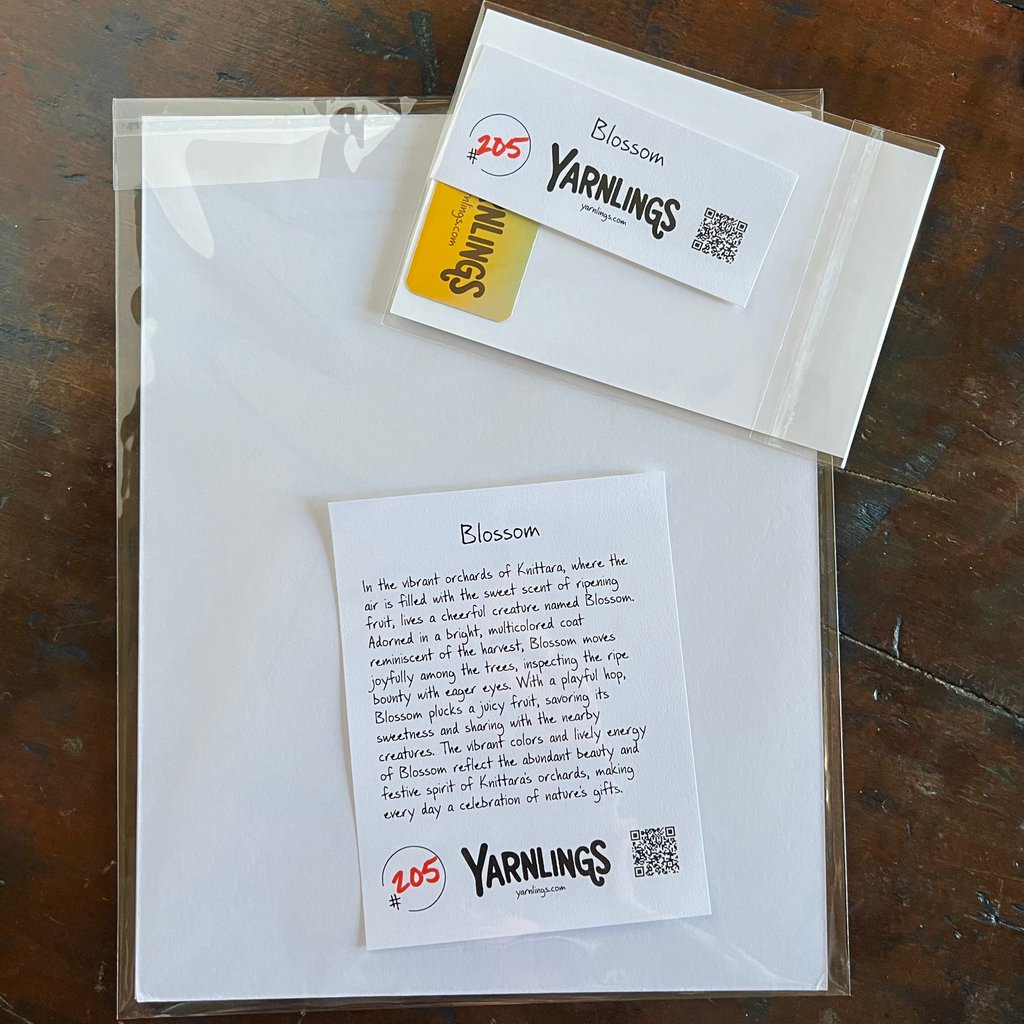 Blossom
#205
YARNLINGS
yarnlings.com
NLINGS
nlings.com
Blossom
In the vibrant orchards of Knittara, where the
air is filled with the sweet scent of ripening
fruit, lives a cheerful creature named Blossom.
Adorned in a bright, multicolored coat
reminiscent of the harvest, Blossom moves
joyfully among the trees, inspecting the ripe
bounty with eager eyes. With a playful hop,
Blossom plucks a juicy fruit, savoring its
sweetness and sharing with the nearby
creatures. The vibrant colors and lively energy
of Blossom reflect the abundant beauty and
festive spirit of Knittara's orchards, making
every day a celebration of nature's gifts.
#205
YARNLINGS
yarnlings.com